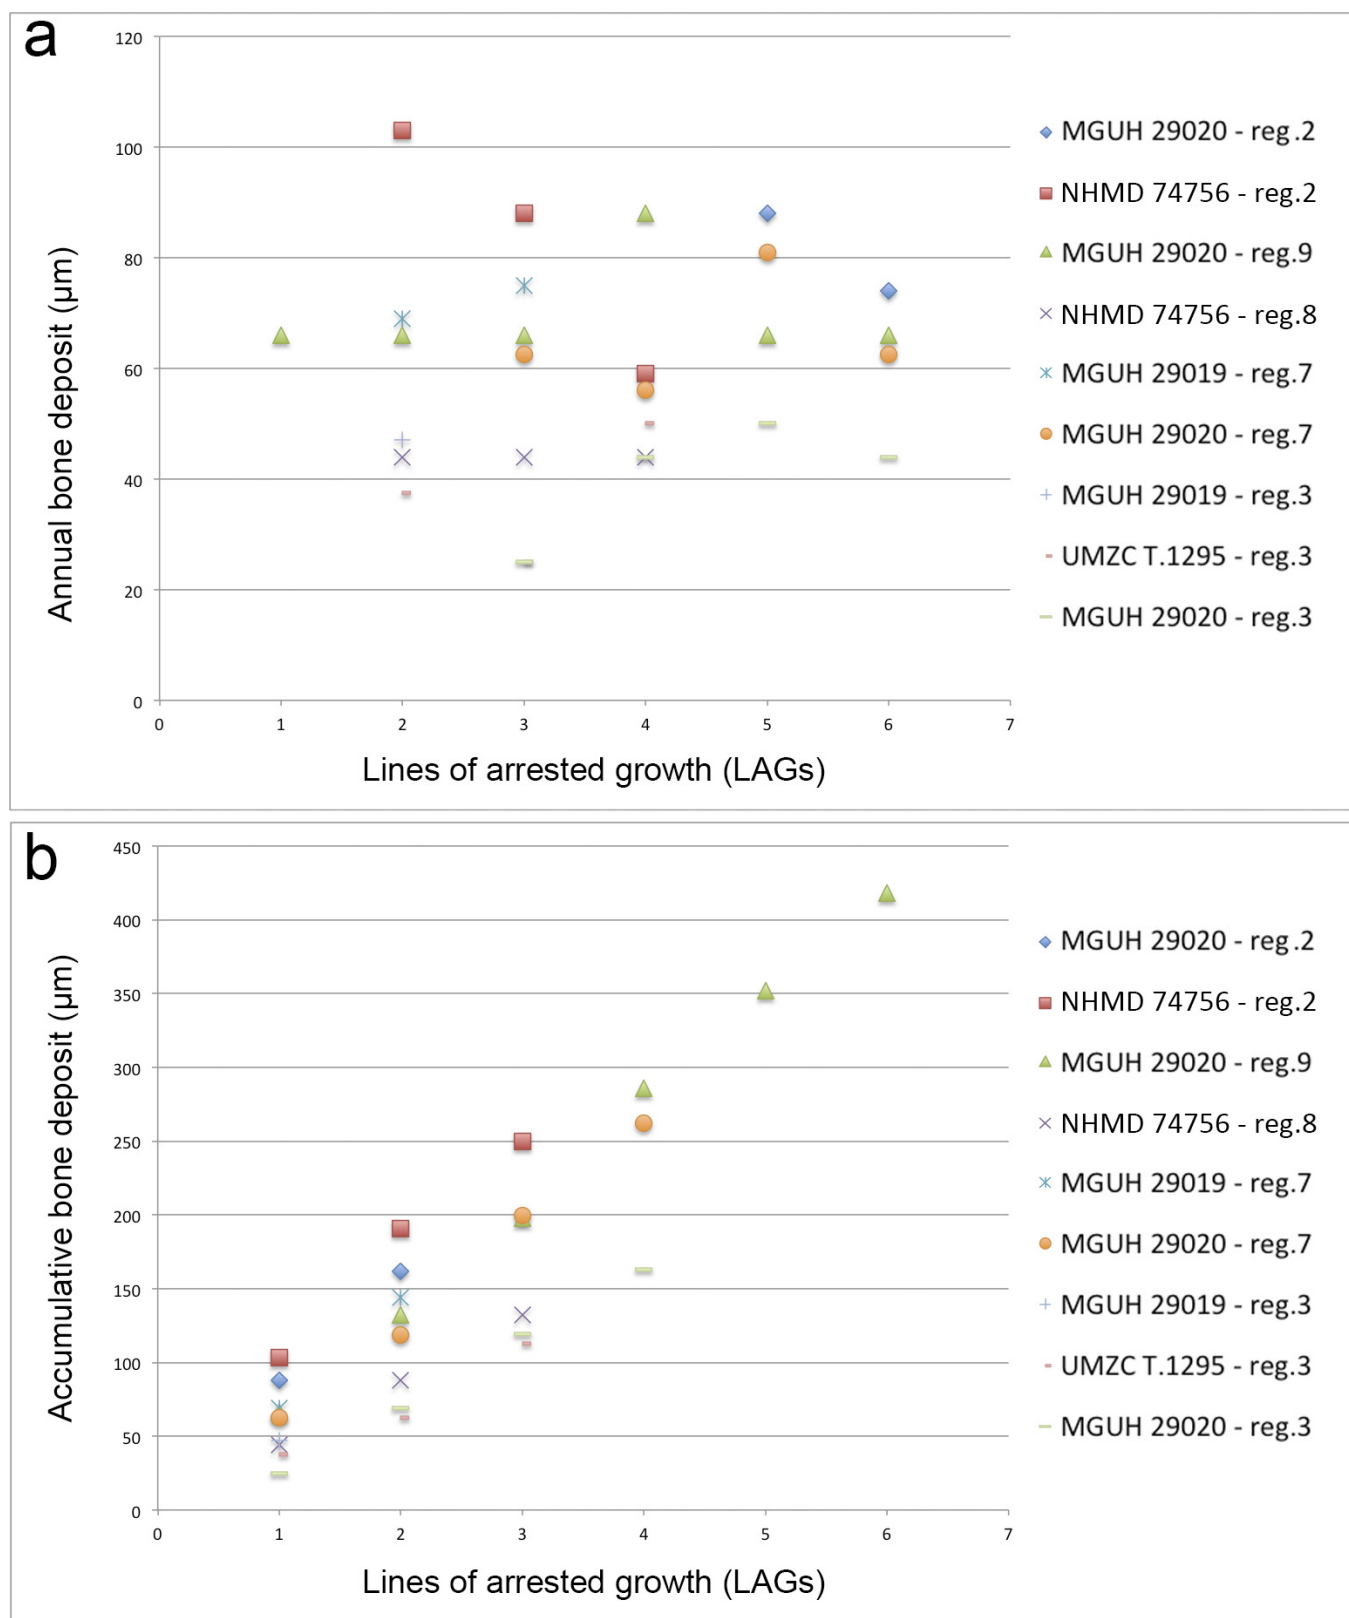 a
120
100
80
60
40
20
0
0 1 2 3 4 5 6 7
Annual bone deposit (µm)
Lines of arrested growth (LAGs)
MGUH 29020 - reg.2
NHMD 74756 - reg.2
MGUH 29020 - reg.9
NHMD 74756 - reg.8
MGUH 29019 - reg.7
MGUH 29020 - reg.7
MGUH 29019 - reg.3
UMZC T.1295 - reg.3
MGUH 29020 - reg.3
b
450
400
350
300
250
200
150
100
50
0
0 1 2 3 4 5 6 7
Accumulative bone deposit (µm)
Lines of arrested growth (LAGs)
MGUH 29020 - reg.2
NHMD 74756 - reg.2
MGUH 29020 - reg.9
NHMD 74756 - reg.8
MGUH 29019 - reg.7
MGUH 29020 - reg.7
MGUH 29019 - reg.3
UMZC T.1295 - reg.3
MGUH 29020 - reg.3